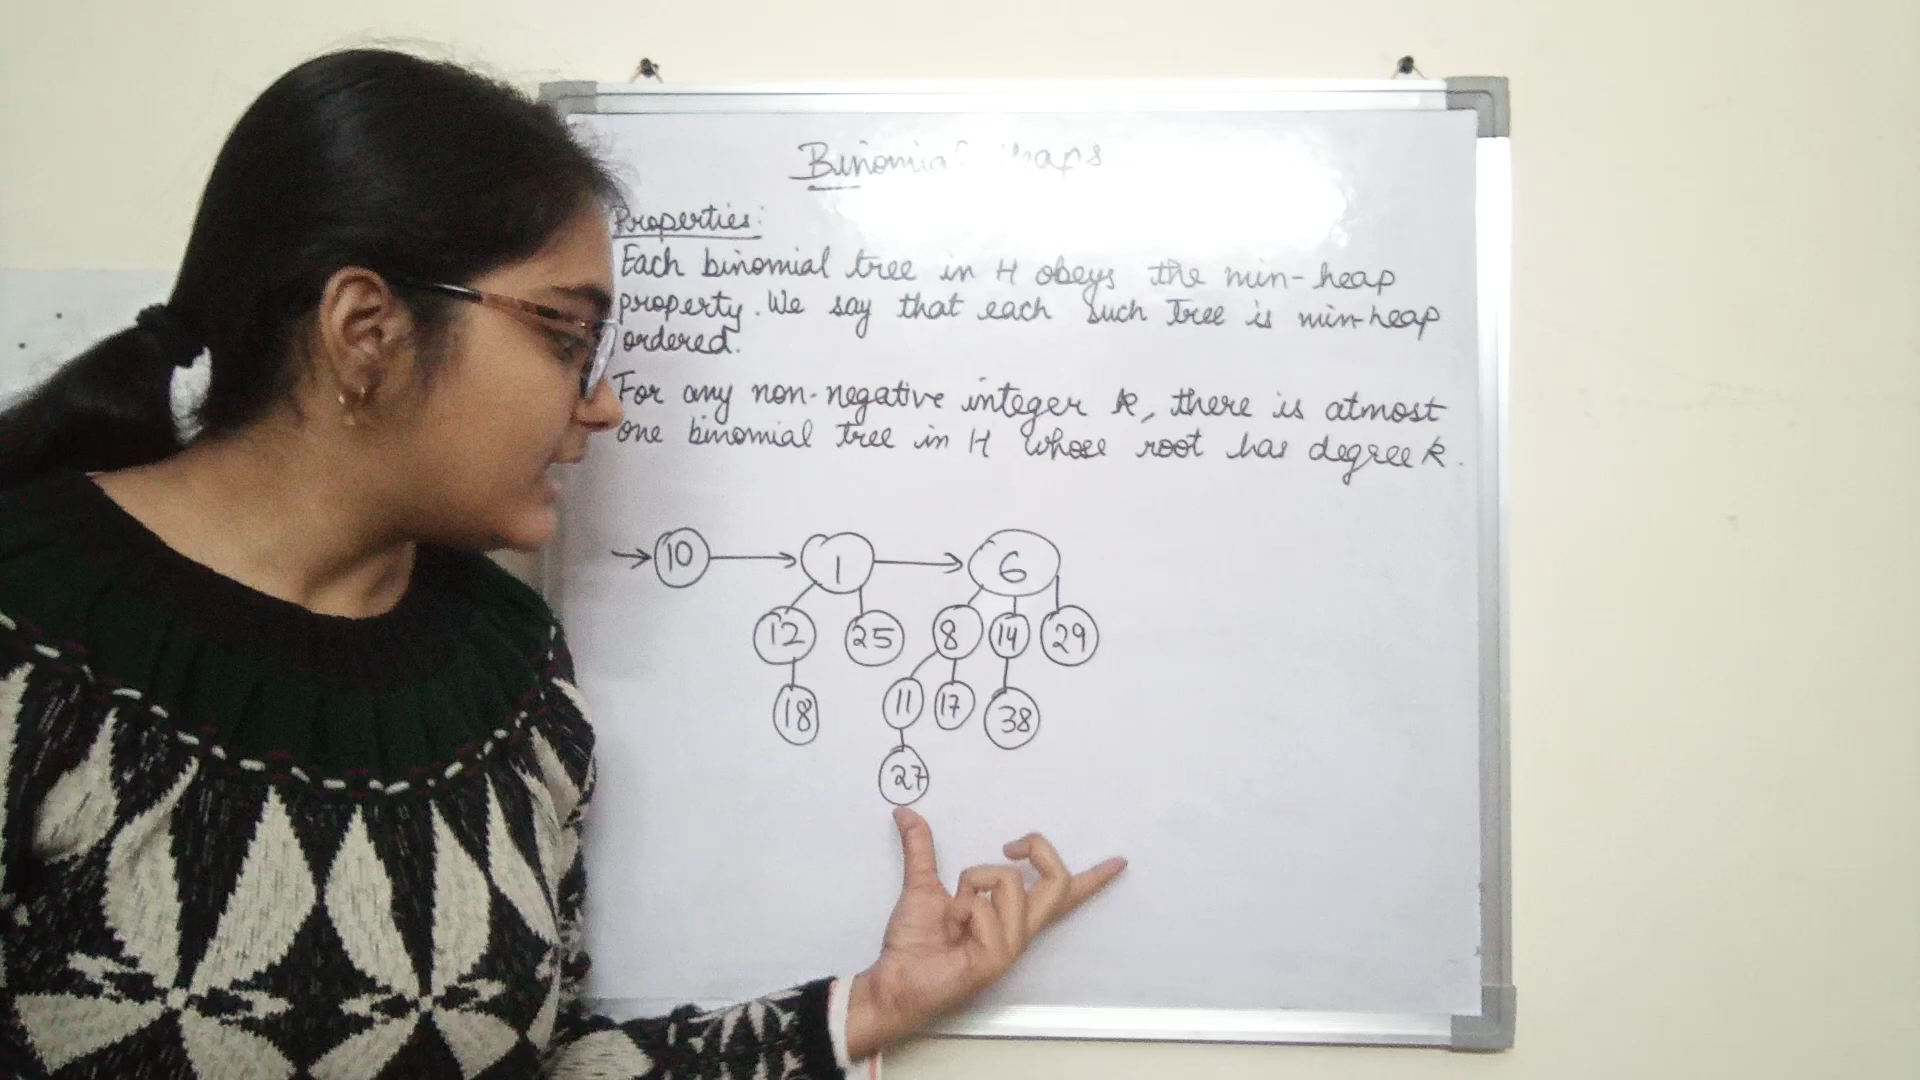 Binomial Heaps
Properties:
Each binomial tree in H obeys the min-heap
property. We say that each such tree is min-heap
ordered.
For any non-negative integer k, there is atmost
one binomial tree in H whose root has degree k.
10 1 6
12 25 8 14 29
18 11 17 38
27